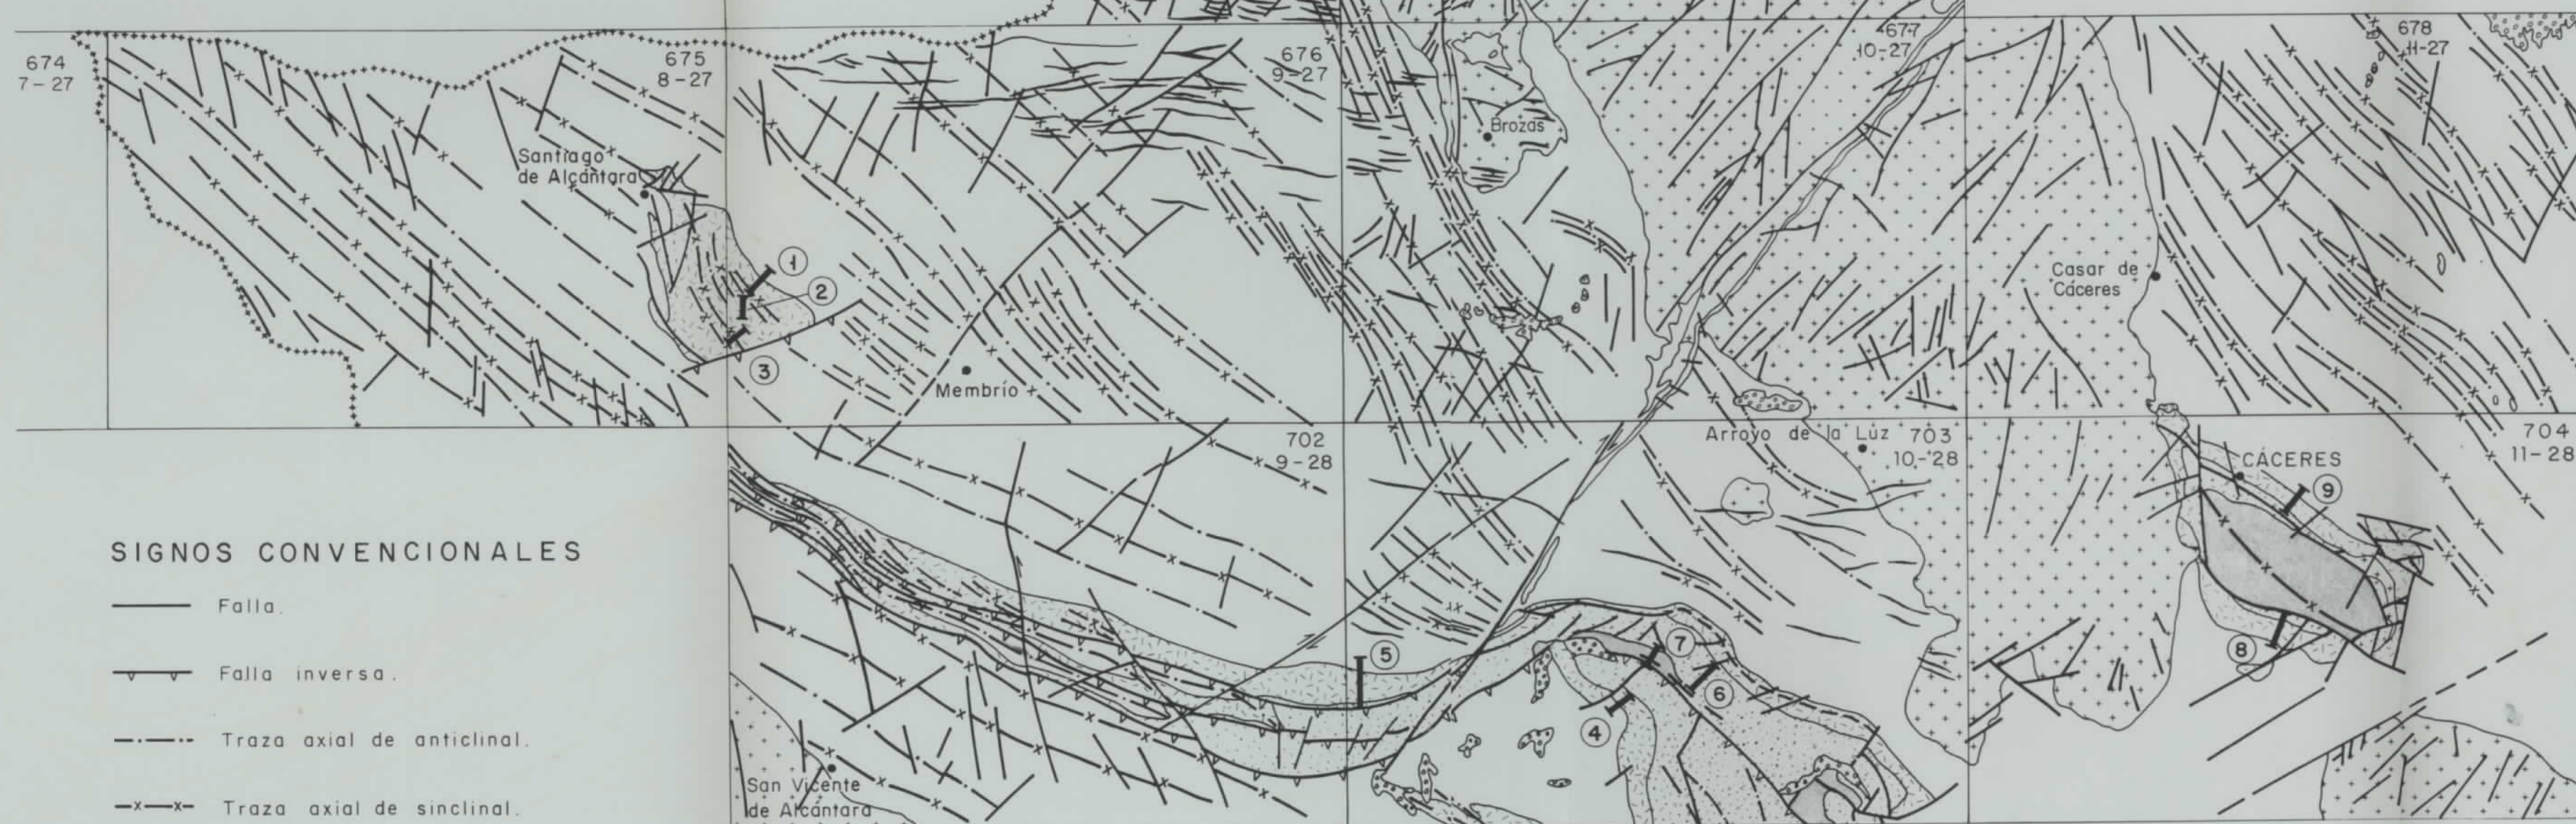 674
7-27
675
8-27
676
9-27
677
10-27
678
11-27
Brozas
Santiago
de Alcántara
Casar de
Cáceres
1
2
3
Membrío
702
9-28
Arroyo de la Luz
703
10-28
704
11-28
CÁCERES
9
SIGNOS CONVENCIONALES
Falla.
Falla inversa.
Traza axial de anticlinal.
Traza axial de sinclinal.
5
7
8
6
4
San Vicente
de Alcántara